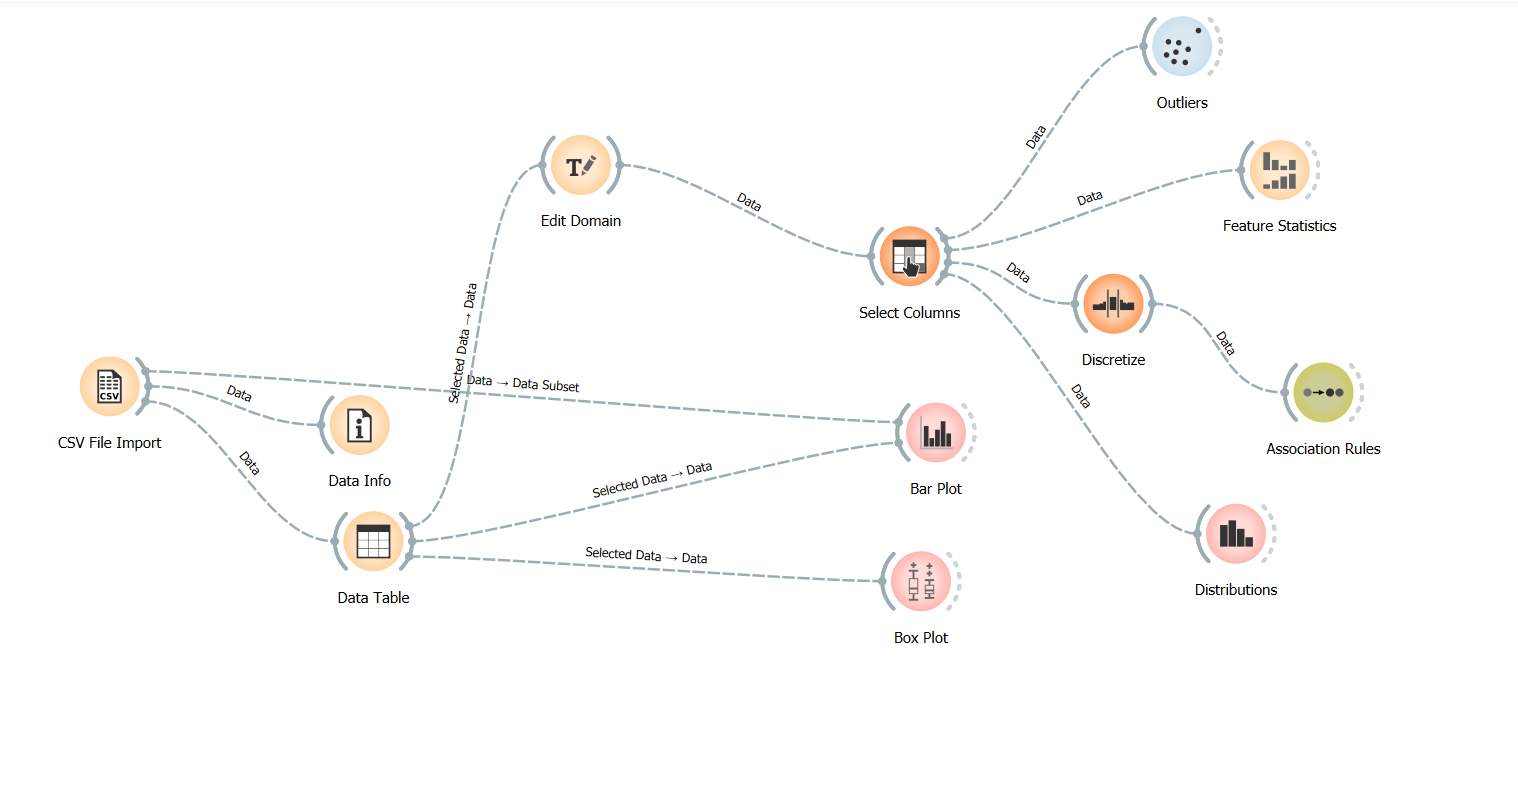 Outliers
Data
Feature Statistics
Data
T
Edit Domain
Data
Select Columns
Data
Discretize
Data
Association Rules
Selected Data → Data
Data → Data Subset
CSV
CSV File Import
Data
Data Info
Data
Data Table
Bar Plot
Selected Data → Data
Selected Data → Data
Box Plot
Data
Distributions